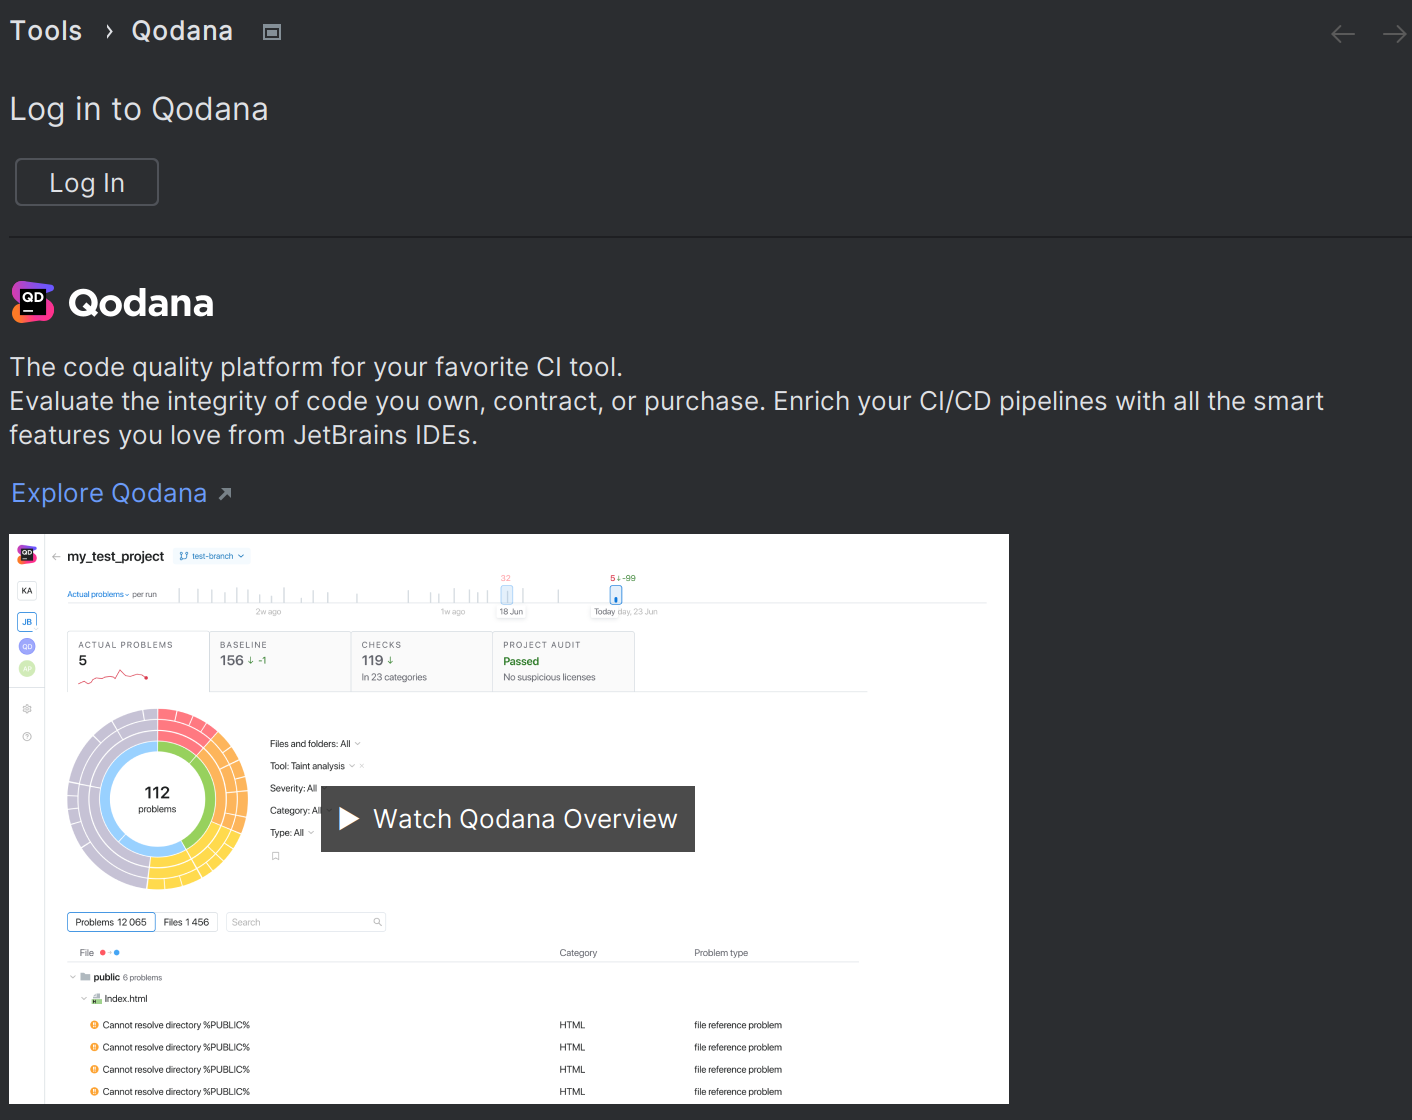 Tools › Qodana
Log in to Qodana
Log In
QD
Qodana
The code quality platform for your favorite CI tool.
Evaluate the integrity of code you own, contract, or purchase. Enrich your CI/CD pipelines with all the smart
features you love from JetBrains IDEs.
Explore Qodana
QD
my_test_project
test-branch
KA
JB
QD
AP
32
5 ↓ -99
Actual problems per run
2w ago
1w ago
18 Jun
Today
day, 23 Jun
ACTUAL PROBLEMS
5
BASELINE
156 ↓ -1
CHECKS
119 ↓
In 23 categories
PROJECT AUDIT
Passed
No suspicious licenses
112
problems
Files and folders: All
Tool: Taint analysis
Severity: All
Category: All
Type: All
Watch Qodana Overview
Problems 12 065
Files 1 456
Search
File
Category
Problem type
public 6 problems
Index.html
Cannot resolve directory %PUBLIC% HTML file reference problem
Cannot resolve directory %PUBLIC% HTML file reference problem
Cannot resolve directory %PUBLIC% HTML file reference problem
Cannot resolve directory %PUBLIC% HTML file reference problem